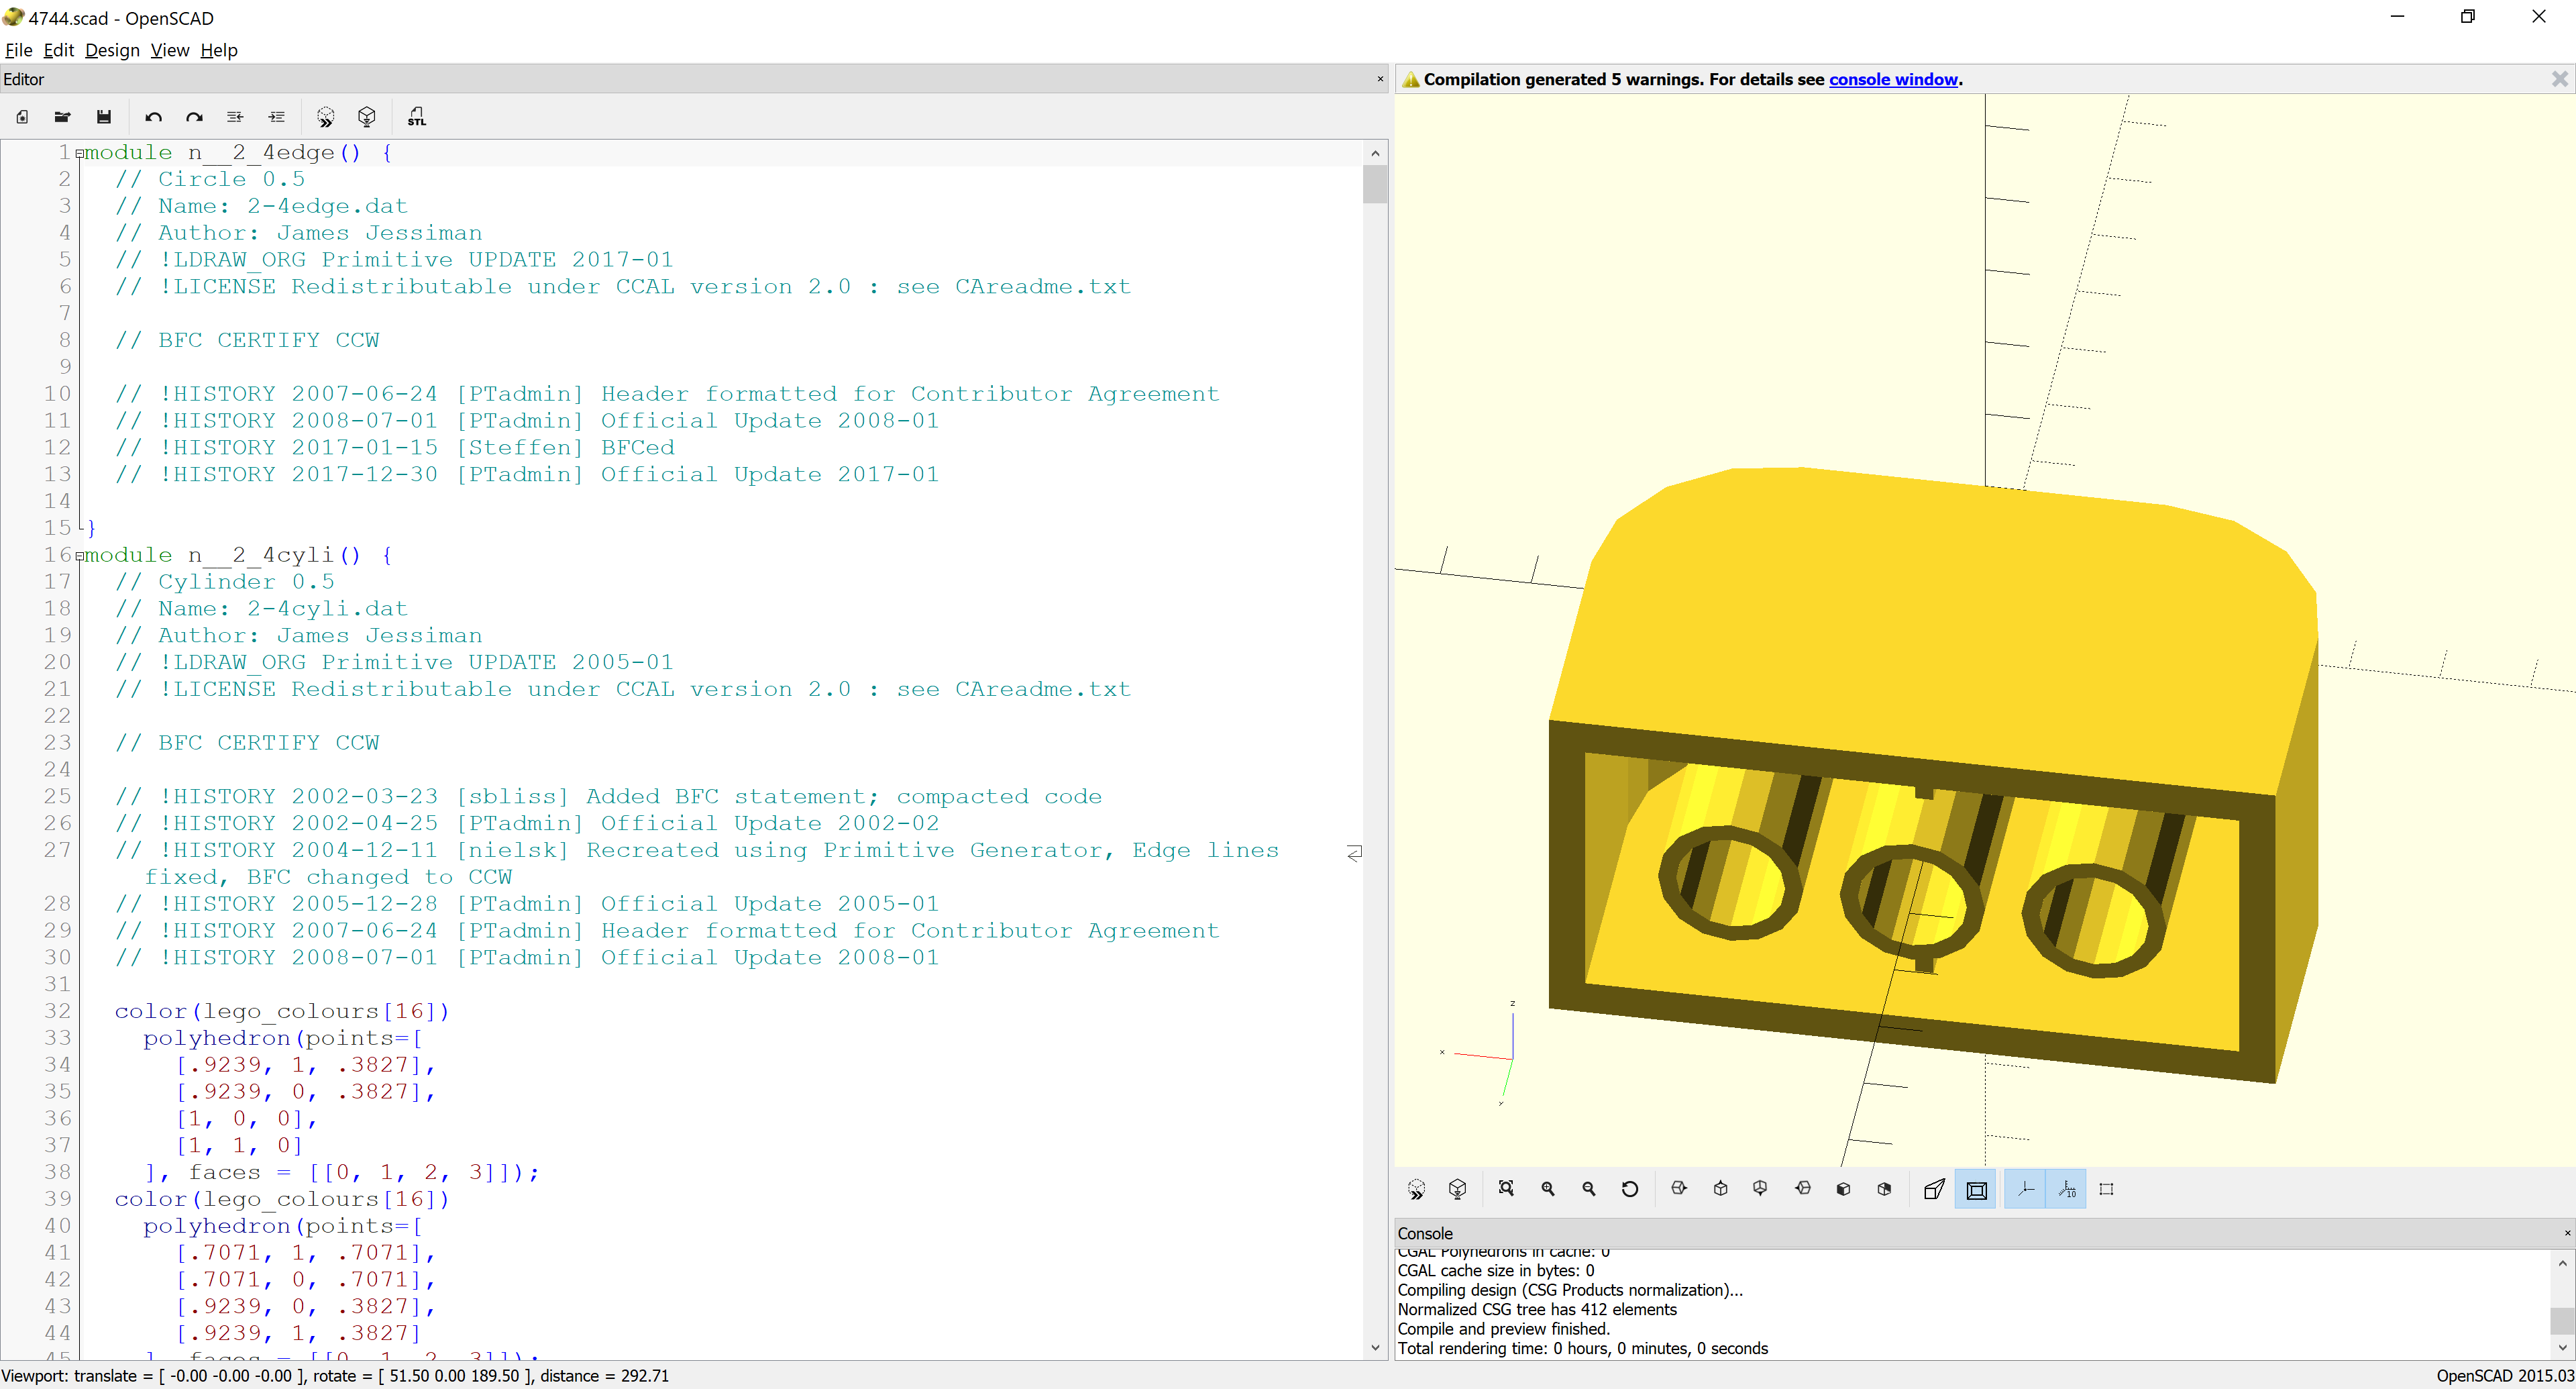 4744.scad - OpenSCAD
File Edit Design View Help
Editor
STL
1 module n__2_4edge() {
2 // Circle 0.5
3 // Name: 2-4edge.dat
4 // Author: James Jessiman
5 // !LDRAW_ORG Primitive UPDATE 2017-01
6 // !LICENSE Redistributable under CCAL version 2.0 : see CAreadme.txt
7
8 // BFC CERTIFY CCW
9
10 // !HISTORY 2007-06-24 [PTadmin] Header formatted for Contributor Agreement
11 // !HISTORY 2008-07-01 [PTadmin] Official Update 2008-01
12 // !HISTORY 2017-01-15 [Steffen] BFCed
13 // !HISTORY 2017-12-30 [PTadmin] Official Update 2017-01
14
15 }
16 module n__2_4cyli() {
17 // Cylinder 0.5
18 // Name: 2-4cyli.dat
19 // Author: James Jessiman
20 // !LDRAW_ORG Primitive UPDATE 2005-01
21 // !LICENSE Redistributable under CCAL version 2.0 : see CAreadme.txt
22
23 // BFC CERTIFY CCW
24
25 // !HISTORY 2002-03-23 [sbliss] Added BFC statement; compacted code
26 // !HISTORY 2002-04-25 [PTadmin] Official Update 2002-02
27 // !HISTORY 2004-12-11 [nielsk] Recreated using Primitive Generator, Edge lines
fixed, BFC changed to CCW
28 // !HISTORY 2005-12-28 [PTadmin] Official Update 2005-01
29 // !HISTORY 2007-06-24 [PTadmin] Header formatted for Contributor Agreement
30 // !HISTORY 2008-07-01 [PTadmin] Official Update 2008-01
31
32 color(lego_colours[16])
33 polyhedron(points=[
34 [.9239, 1, .3827],
35 [.9239, 0, .3827],
36 [1, 0, 0],
37 [1, 1, 0]
38 ], faces = [[0, 1, 2, 3]]);
39 color(lego_colours[16])
40 polyhedron(points=[
41 [.7071, 1, .7071],
42 [.7071, 0, .7071],
43 [.9239, 0, .3827],
44 [.9239, 1, .3827]
45 ], faces = [[0, 1, 2, 3]]);
Compilation generated 5 warnings. For details see console window.
z
x
y
10
Console
CGAL Polyhedrons in cache: 0
CGAL cache size in bytes: 0
Compiling design (CSG Products normalization)...
Normalized CSG tree has 412 elements
Compile and preview finished.
Total rendering time: 0 hours, 0 minutes, 0 seconds
Viewport: translate = [ -0.00 -0.00 -0.00 ], rotate = [ 51.50 0.00 189.50 ], distance = 292.71
OpenSCAD 2015.03